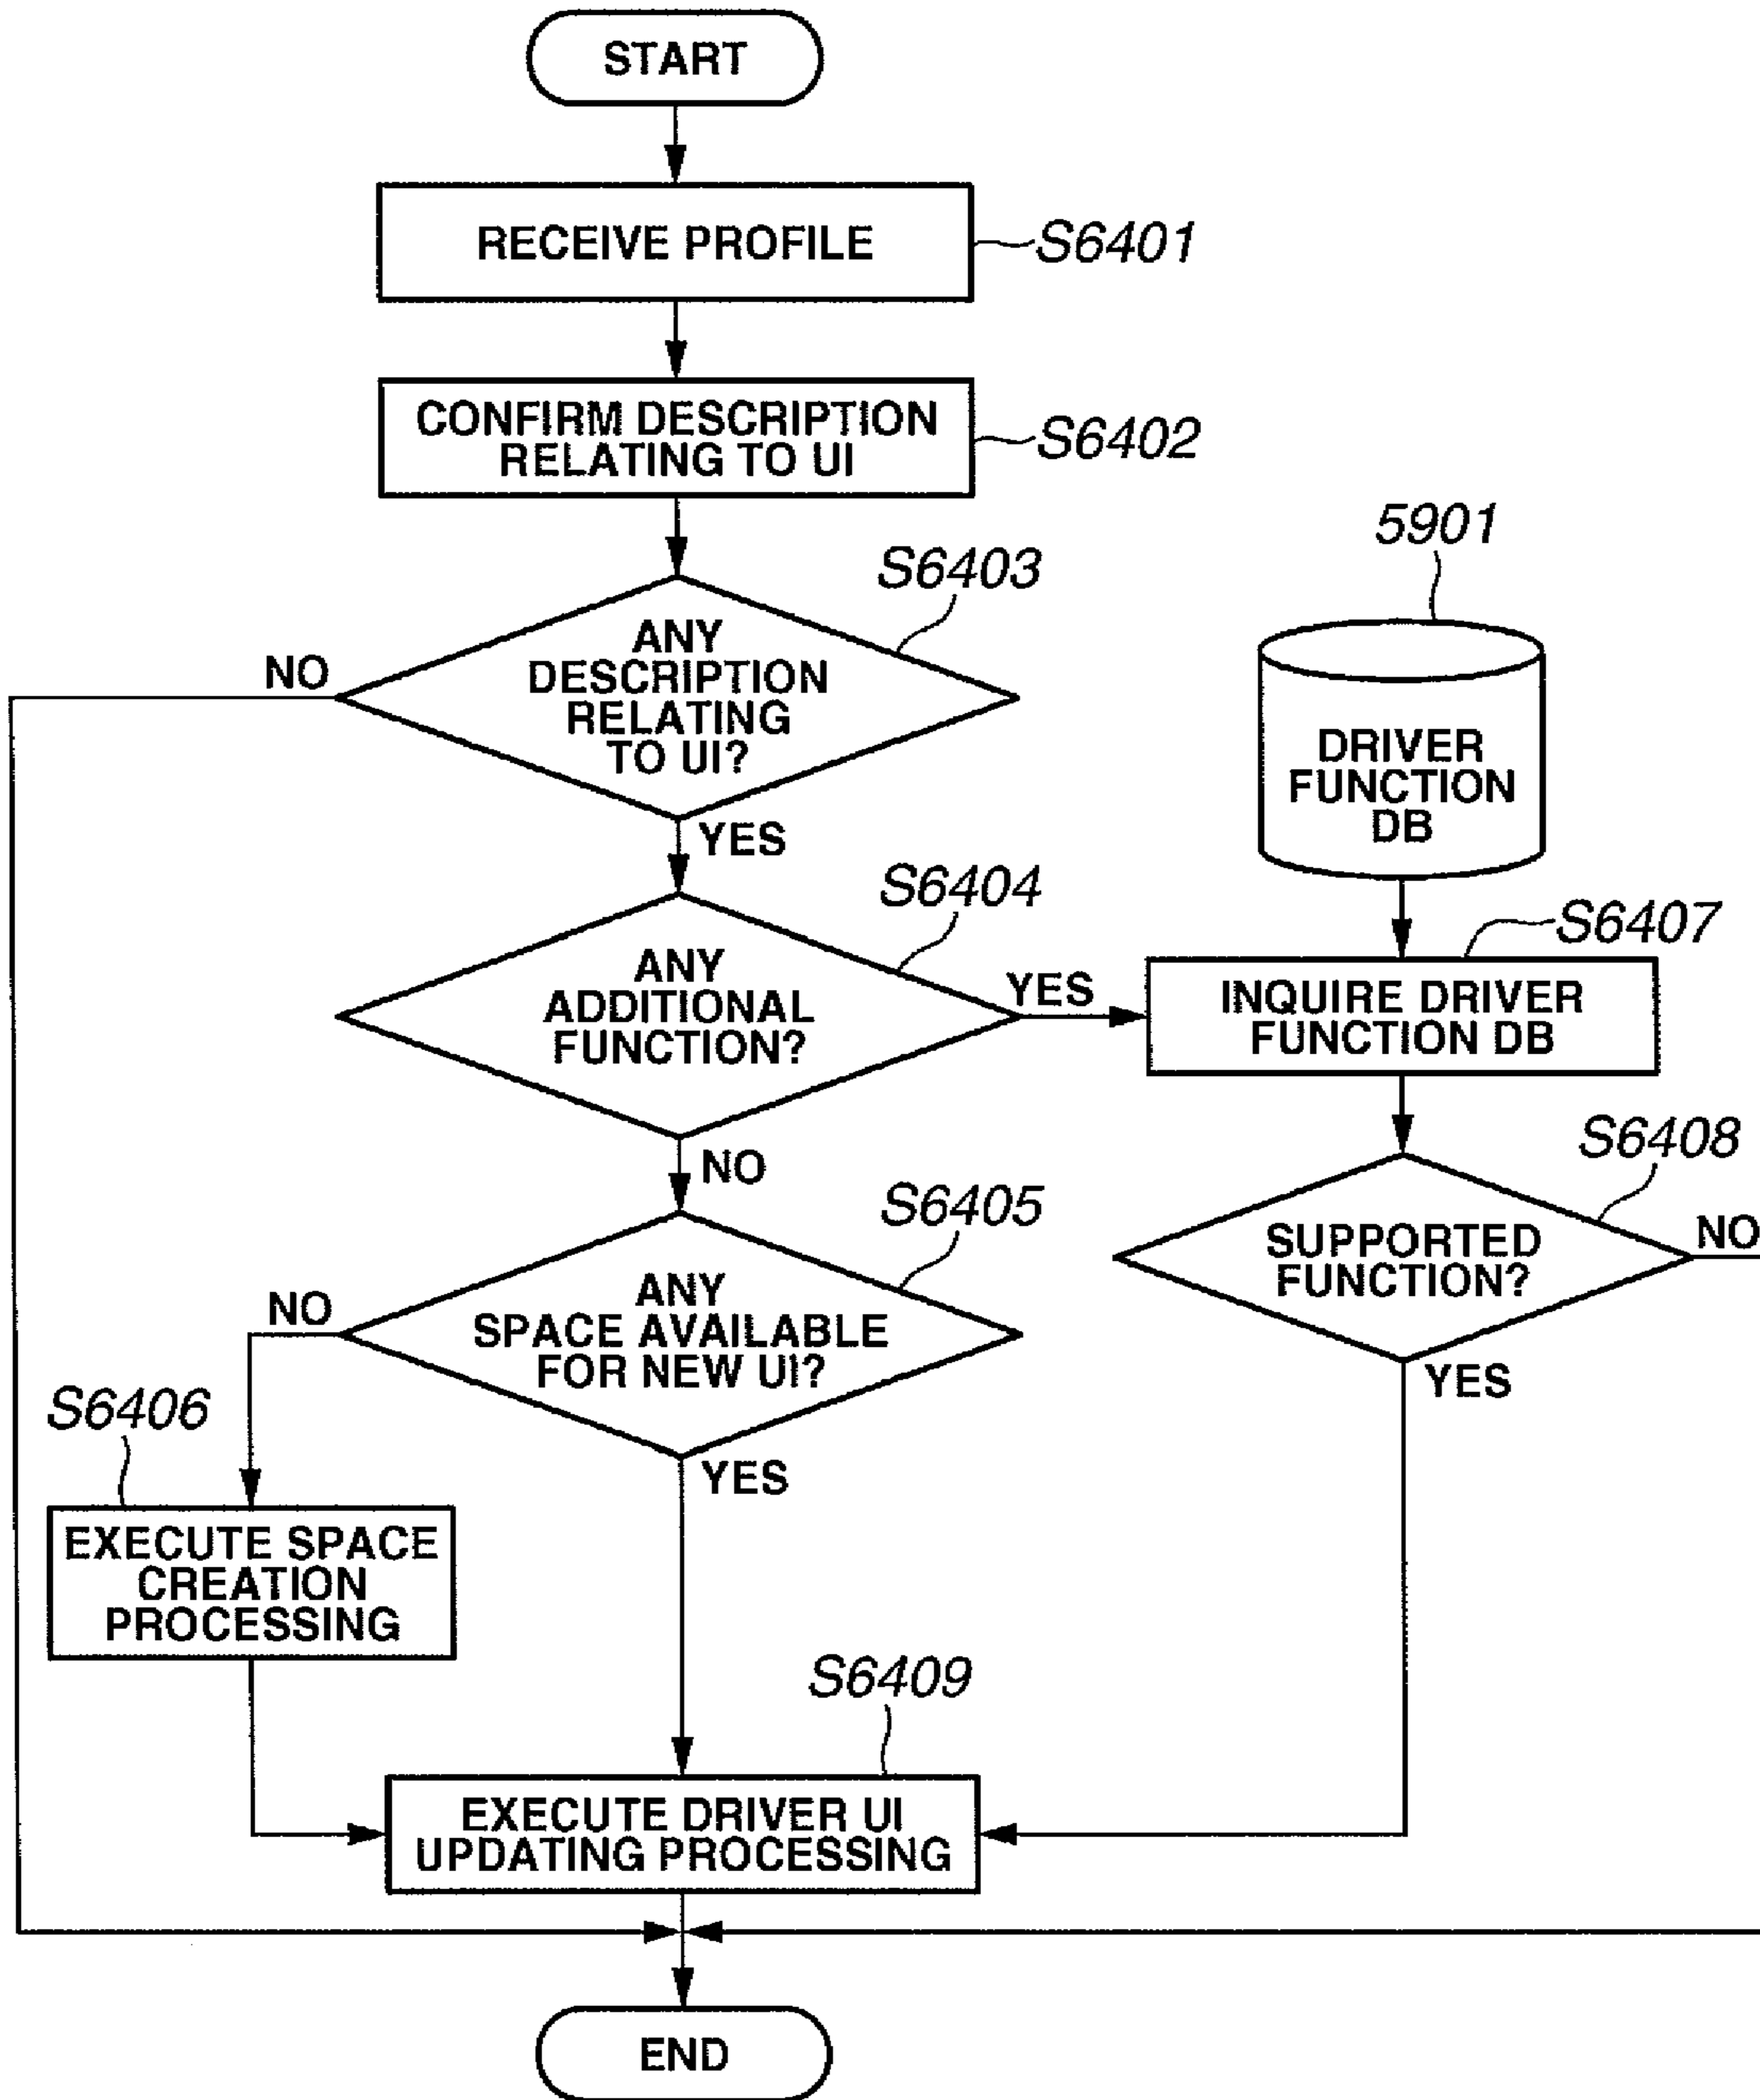 START
RECEIVE PROFILE
S6401
CONFIRM DESCRIPTION
RELATING TO UI
S6402
S6403
ANY
DESCRIPTION
RELATING
TO UI?
NO
YES
5901
DRIVER
FUNCTION
DB
S6404
ANY
ADDITIONAL
FUNCTION?
YES
NO
S6407
INQUIRE DRIVER
FUNCTION DB
S6405
ANY
SPACE AVAILABLE
FOR NEW UI?
NO
YES
S6408
SUPPORTED
FUNCTION?
NO
YES
S6406
EXECUTE SPACE
CREATION
PROCESSING
S6409
EXECUTE DRIVER UI
UPDATING PROCESSING
END